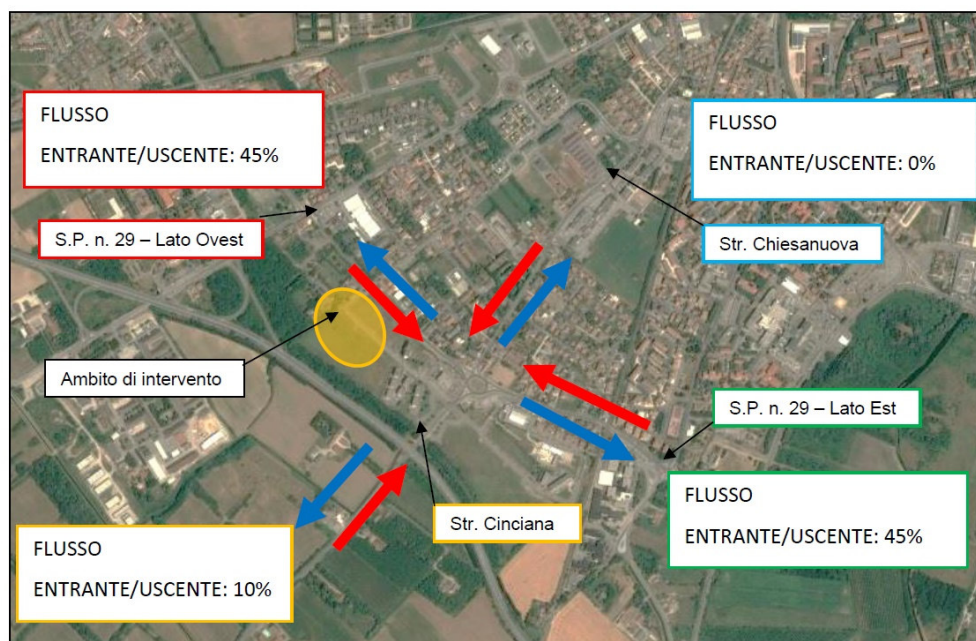 FLUSSO
ENTRANTE/USCENTE: 45%
S.P. n. 29 – Lato Ovest
FLUSSO
ENTRANTE/USCENTE: 0%
Str. Chiesanuova
Ambito di intervento
S.P. n. 29 – Lato Est
FLUSSO
ENTRANTE/USCENTE: 45%
Str. Cinciana
FLUSSO
ENTRANTE/USCENTE: 10%